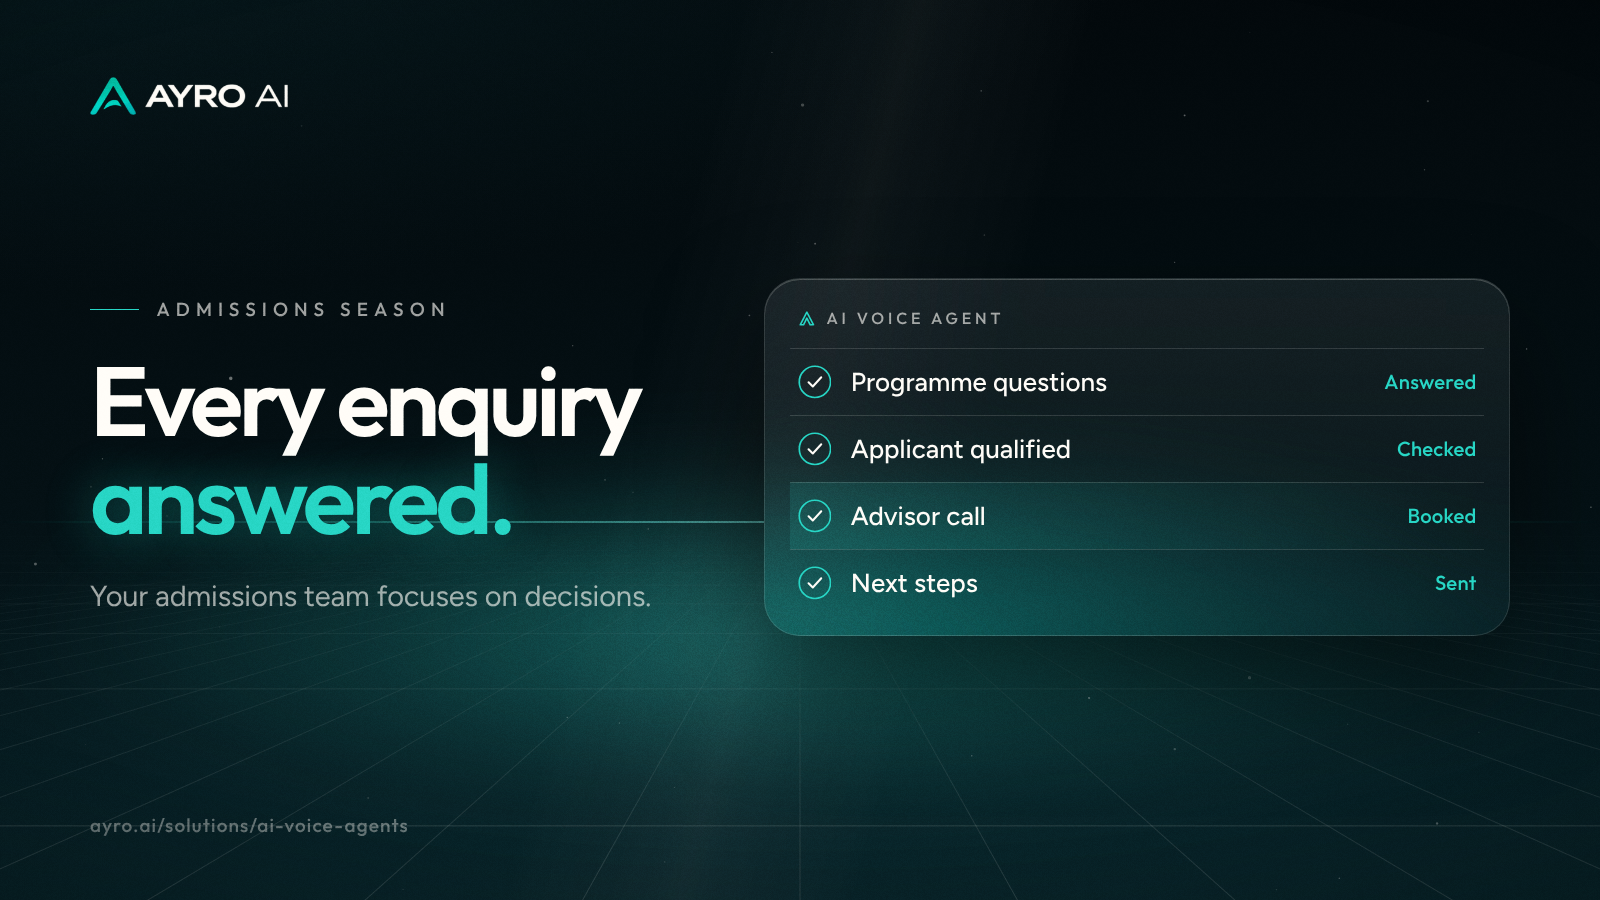 AYRO AI
ADMISSIONS SEASON
Every enquiry
answered.
Your admissions team focuses on decisions.
AI VOICE AGENT
Programme questions Answered
Applicant qualified Checked
Advisor call Booked
Next steps Sent
ayro.ai/solutions/ai-voice-agents